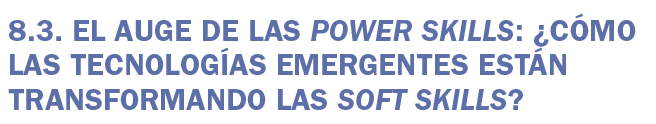 8.3. EL AUGE DE LAS POWER SKILLS: ¿CÓMO
LAS TECNOLOGÍAS EMERGENTES ESTÁN
TRANSFORMANDO LAS SOFT SKILLS?